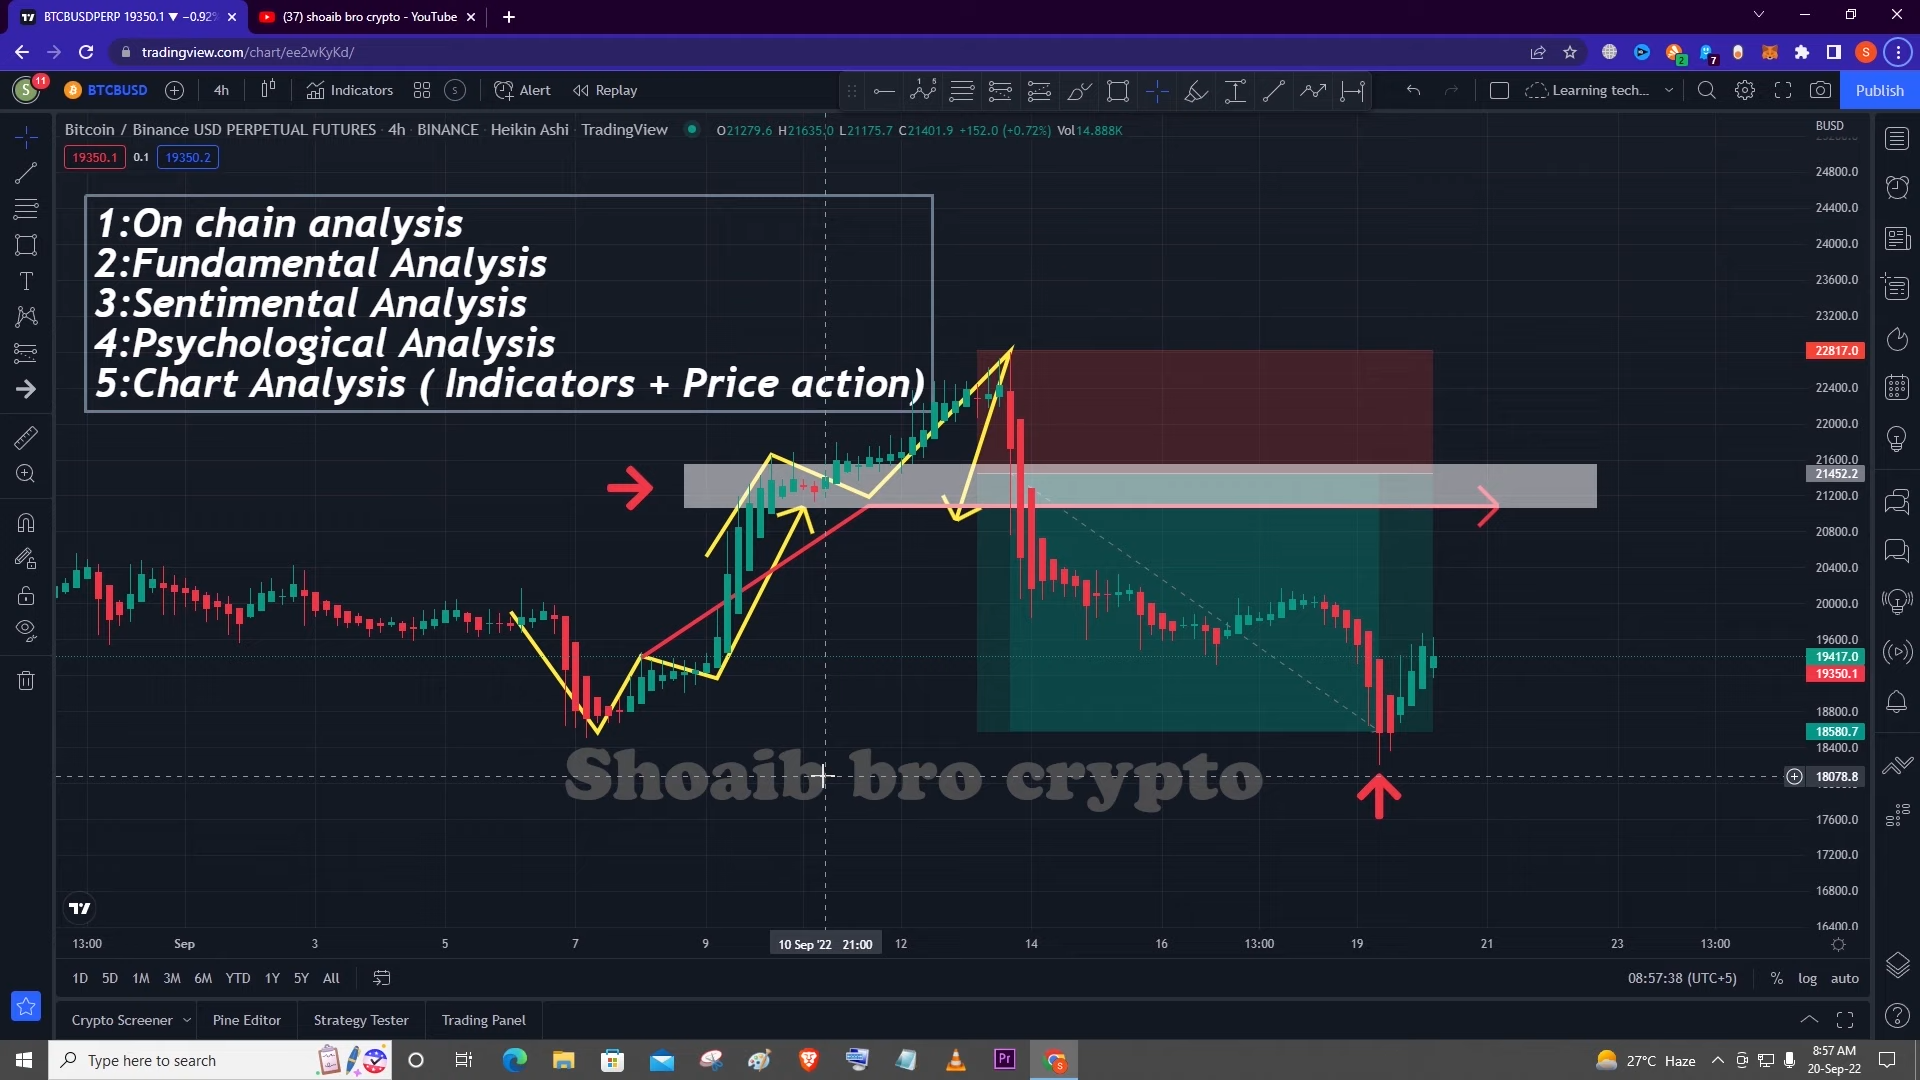 BTCBUSDPERP 19350.1 ▼ −0.92%
(37) shoaib bro crypto - YouTube
tradingview.com/chart/ee2wKyKd/
S 11 BTCBUSD 4h Indicators Alert Replay Learning tech... Publish
Bitcoin / Binance USD PERPETUAL FUTURES · 4h · BINANCE · Heikin Ashi · TradingView O21279.6 H21635.0 L21175.7 C21401.9 +152.0 (+0.72%) Vol14.888K
BUSD
19350.1 0.1 19350.2
1:On chain analysis
2:Fundamental Analysis
3:Sentimental Analysis
4:Psychological Analysis
5:Chart Analysis ( Indicators + Price action)
24800.0
24400.0
24000.0
23600.0
23200.0
22817.0
22400.0
22000.0
21600.0
21452.2
21200.0
20800.0
20400.0
20000.0
19600.0
19417.0
19350.1
18800.0
18580.7
18400.0
18078.8
17600.0
17200.0
16800.0
16400.0
Shoaib bro crypto
13:00 Sep 3 5 7 9 10 Sep '22 21:00 12 14 16 13:00 19 21 23 13:00
1D 5D 1M 3M 6M YTD 1Y 5Y All 08:57:38 (UTC+5) % log auto
Crypto Screener Pine Editor Strategy Tester Trading Panel
Type here to search 27°C Haze 8:57 AM
20-Sep-22